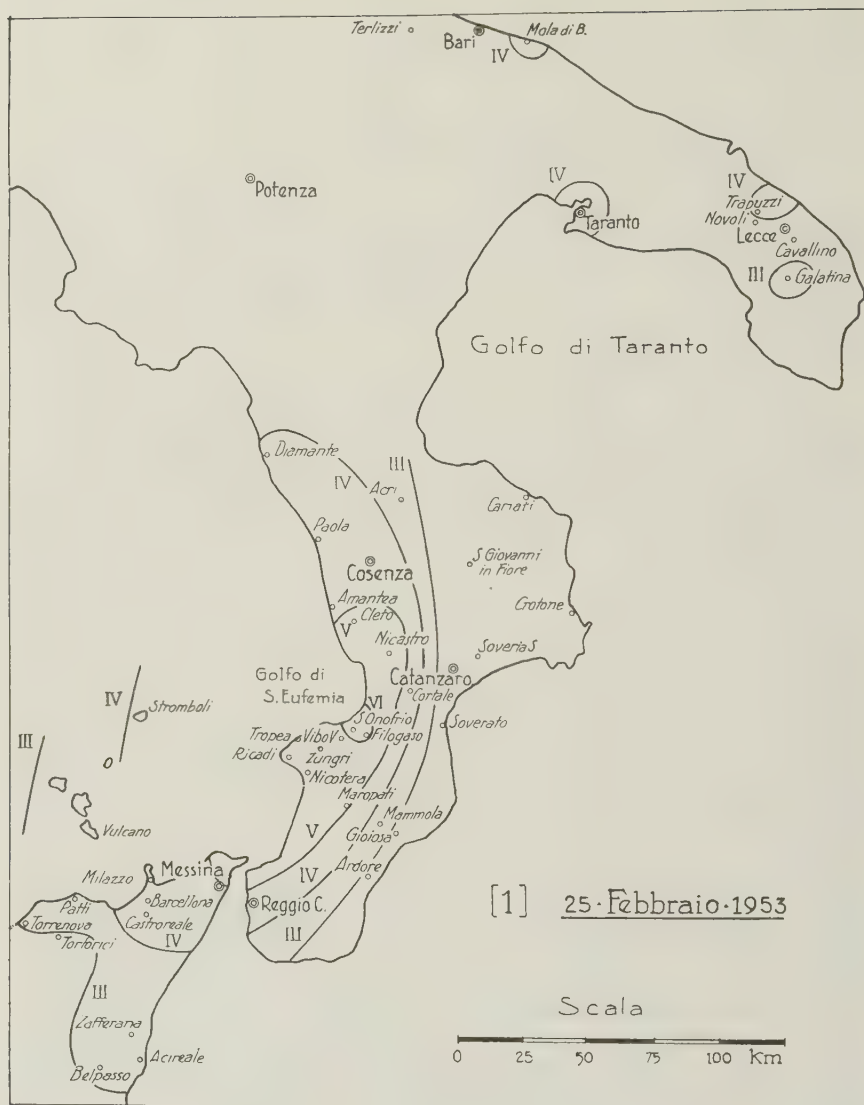 Terlizzi
Bari
Mola di B.
IV
Potenza
IV
Taranto
IV
Trapuzzi
Novoli
Lecce
Cavallino
III
Galatina
Golfo di Taranto
Diamante
III
IV
Acri
Cariati
Paola
S Giovanni
in Fiore
Cosenza
Amantea
Cleto
Crotone
V
Nicastro
Soveria S
Golfo di
S. Eufemia
Catanzaro
Cortale
IV
Stromboli
VI
S Onofrio
Soverato
III
Tropea
Vibo V
Filogaso
Ricadi
Zungri
Nicotera
Maropati
Vulcano
Mammola
V
Gioiosa
Messina
Ardore
Milazzo
IV
[1] 25·Febbraio·1953
Patti
Barcellona
Reggio C.
Castroreale
Torrenova
Tortorici
IV
III
III
Scala
Zafferana
Acireale
0 25 50 75 100 Km
Belpasso